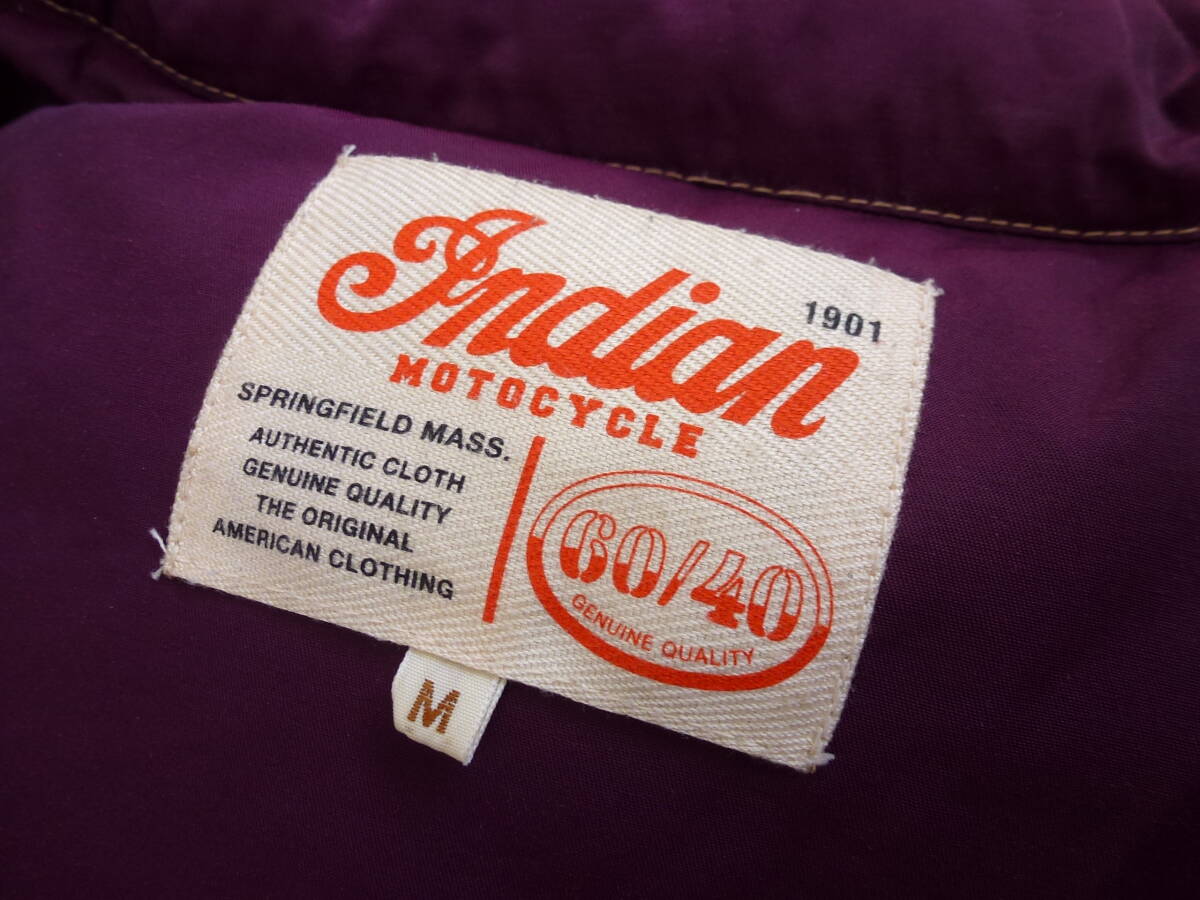 Indian
1901
MOTOCYCLE
SPRINGFIELD MASS.
AUTHENTIC CLOTH
GENUINE QUALITY
THE ORIGINAL
AMERICAN CLOTHING
60/40
GENUINE QUALITY
M